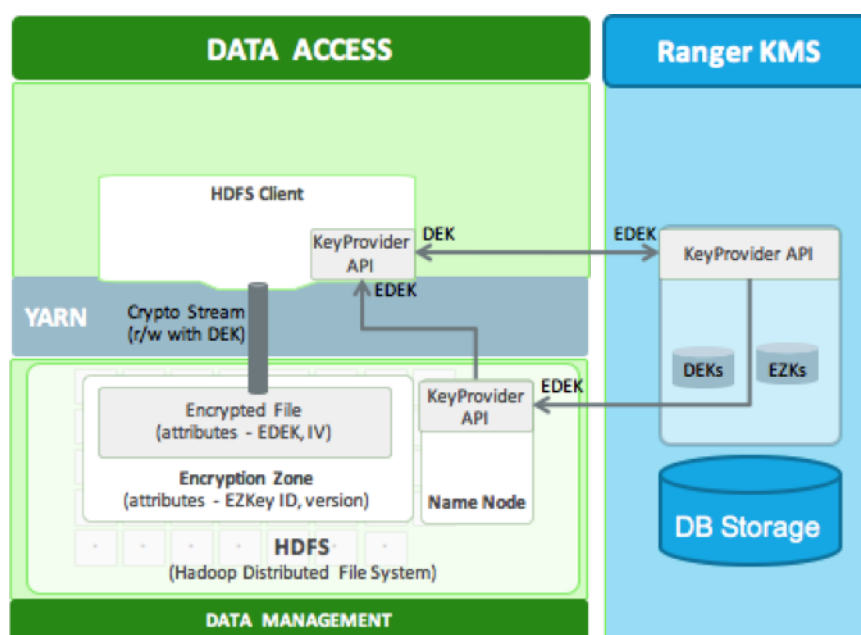 DATA ACCESS
Ranger KMS
HDFS Client
KeyProvider
API
DEK
EDEK
KeyProvider API
EDEK
YARN
Crypto Stream
(r/w with DEK)
DEKs
EZKs
Encrypted File
(attributes - EDEK, IV)
KeyProvider
API
EDEK
Encryption Zone
(attributes - EZKey ID, version)
Name Node
DB Storage
HDFS
(Hadoop Distributed File System)
DATA MANAGEMENT